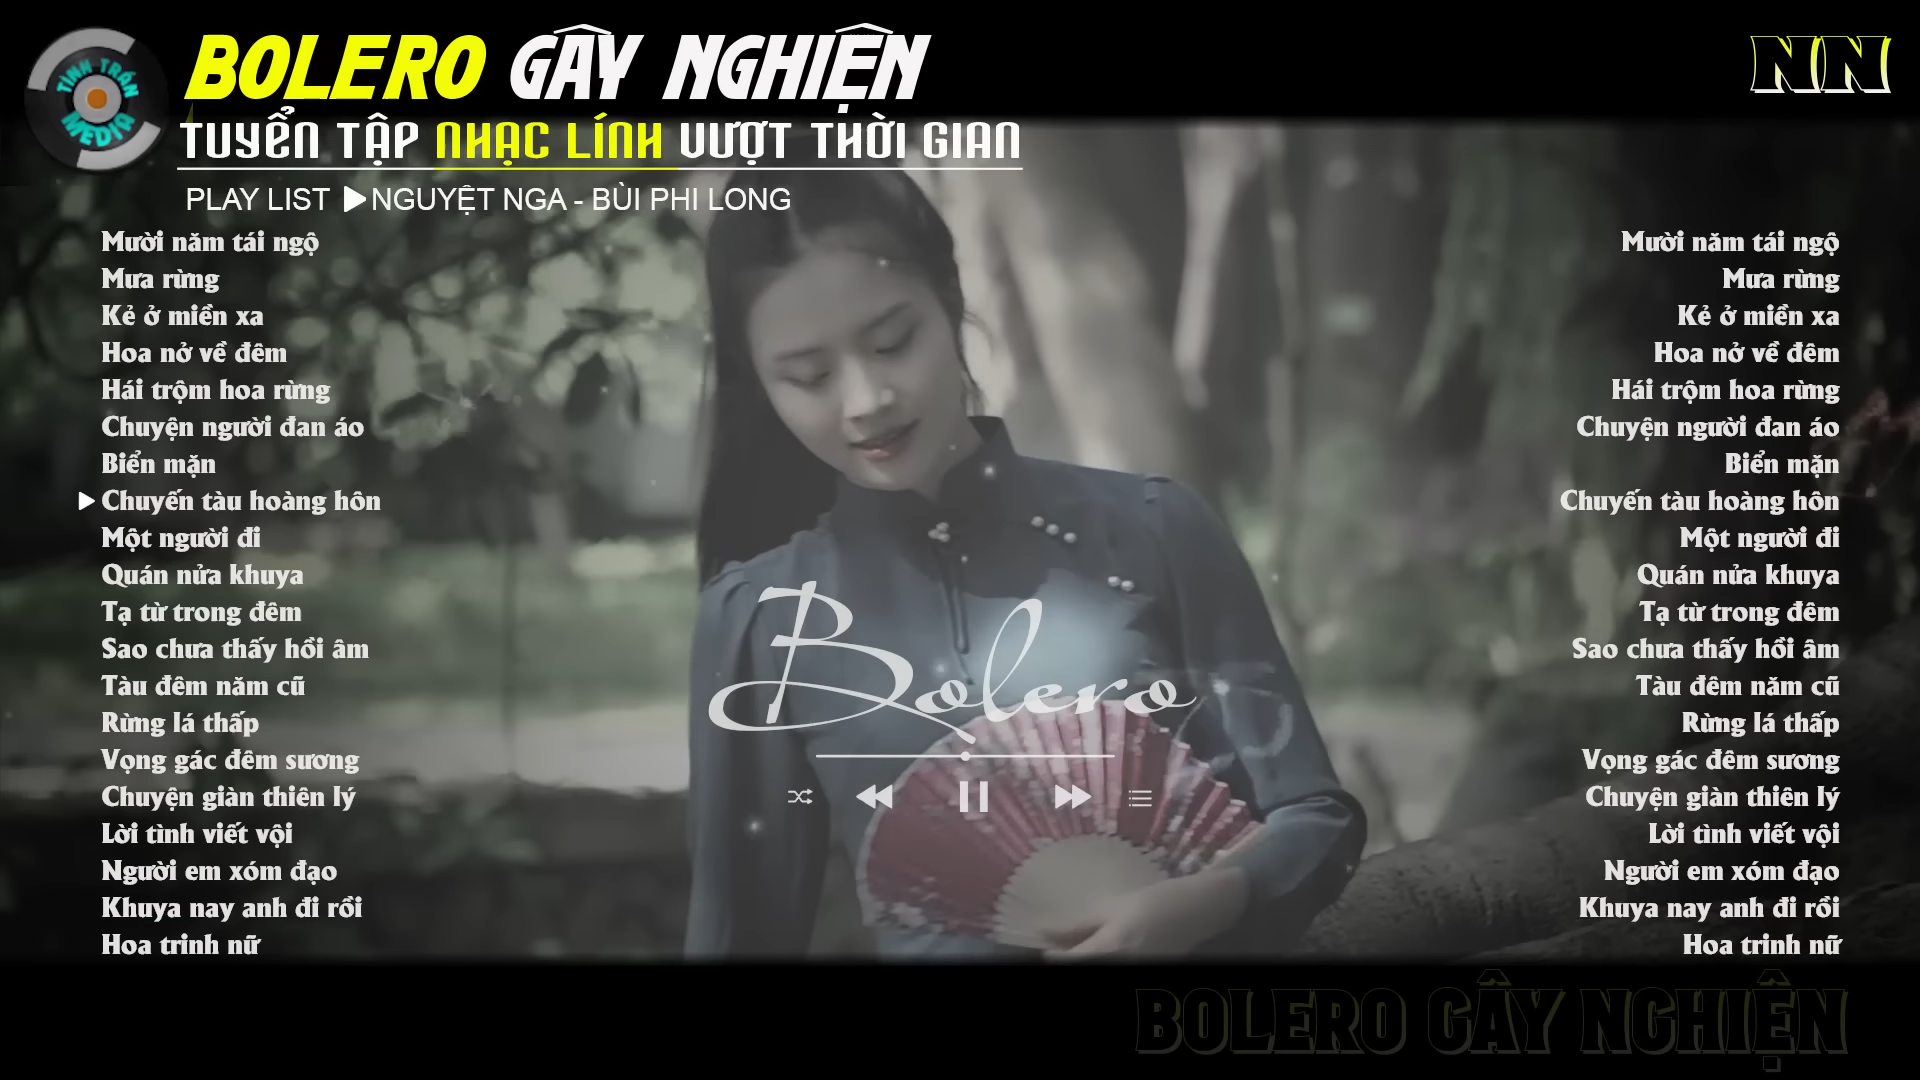 TÌNH TRÁN
MEDIA
BOLERO GÂY NGHIỆN
NN
TUYỂN TẬP NHẠC LÍNH VƯỢT THỜI GIAN
PLAY LIST NGUYỆT NGA - BÙI PHI LONG
Mười năm tái ngộ
Mưa rừng
Kẻ ở miền xa
Hoa nở về đêm
Hái trộm hoa rừng
Chuyện người đan áo
Biển mặn
Chuyến tàu hoàng hôn
Một người đi
Quán nửa khuya
Tạ từ trong đêm
Sao chưa thấy hồi âm
Tàu đêm năm cũ
Rừng lá thấp
Vọng gác đêm sương
Chuyện giàn thiên lý
Lời tình viết vội
Người em xóm đạo
Khuya nay anh đi rồi
Hoa trinh nữ
Bolero
Mười năm tái ngộ
Mưa rừng
Kẻ ở miền xa
Hoa nở về đêm
Hái trộm hoa rừng
Chuyện người đan áo
Biển mặn
Chuyến tàu hoàng hôn
Một người đi
Quán nửa khuya
Tạ từ trong đêm
Sao chưa thấy hồi âm
Tàu đêm năm cũ
Rừng lá thấp
Vọng gác đêm sương
Chuyện giàn thiên lý
Lời tình viết vội
Người em xóm đạo
Khuya nay anh đi rồi
Hoa trinh nữ
BOLERO GÂY NGHIỆN